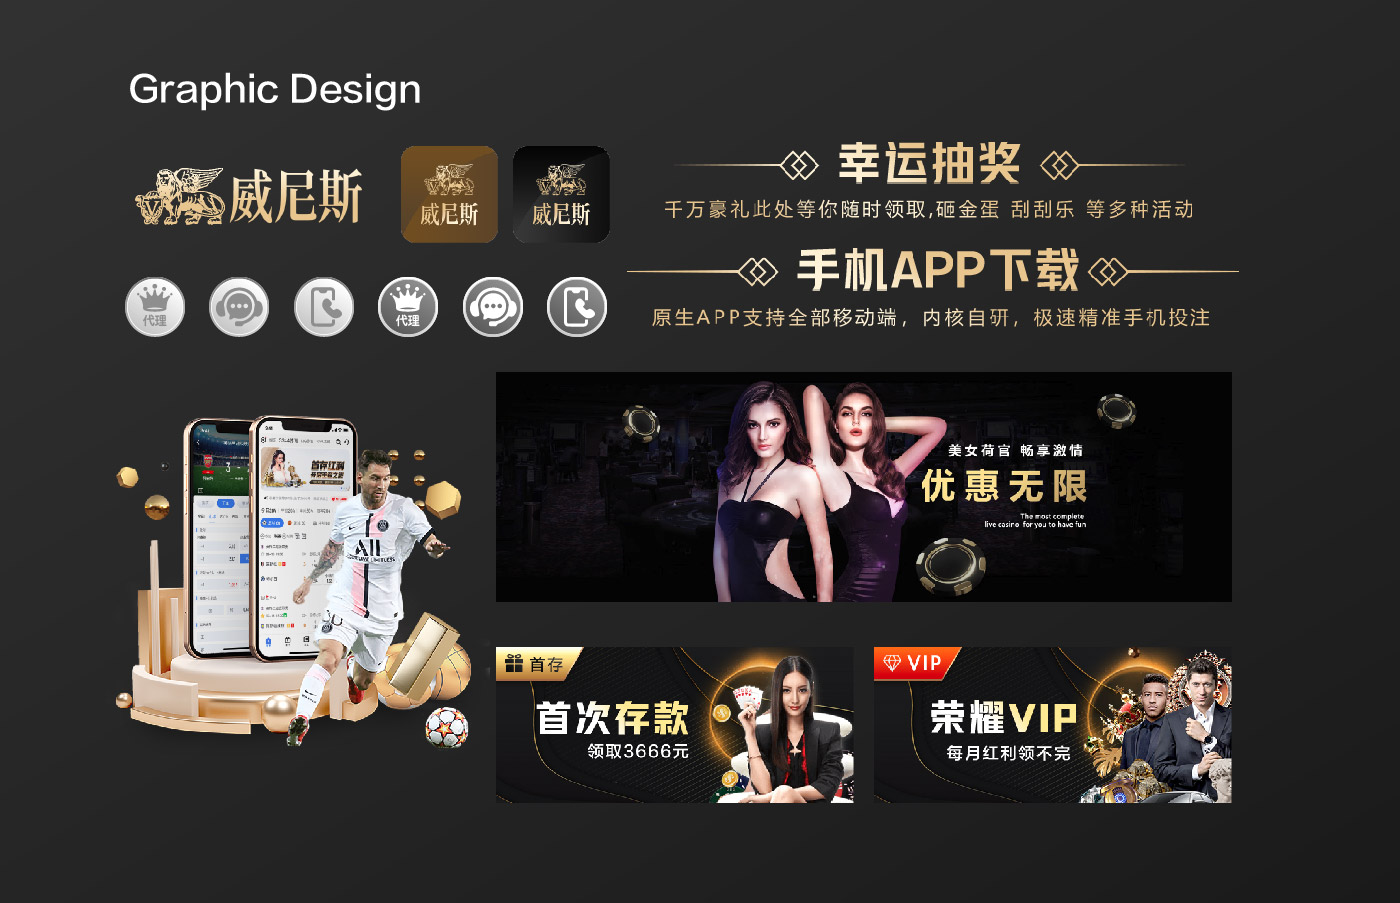 Graphic Design
威尼斯
威尼斯
威尼斯
幸运抽奖
千万豪礼此处等你随时领取,砸金蛋 刮刮乐 等多种活动
手机APP下载
原生APP支持全部移动端，内核自研，极速精准手机投注
代理
代理
美女荷官 畅享激情
优惠无限
The most complete
live casino for you to have fun
首存红利
首存
首次存款
领取3666元
VIP
荣耀VIP
每月红利领不完